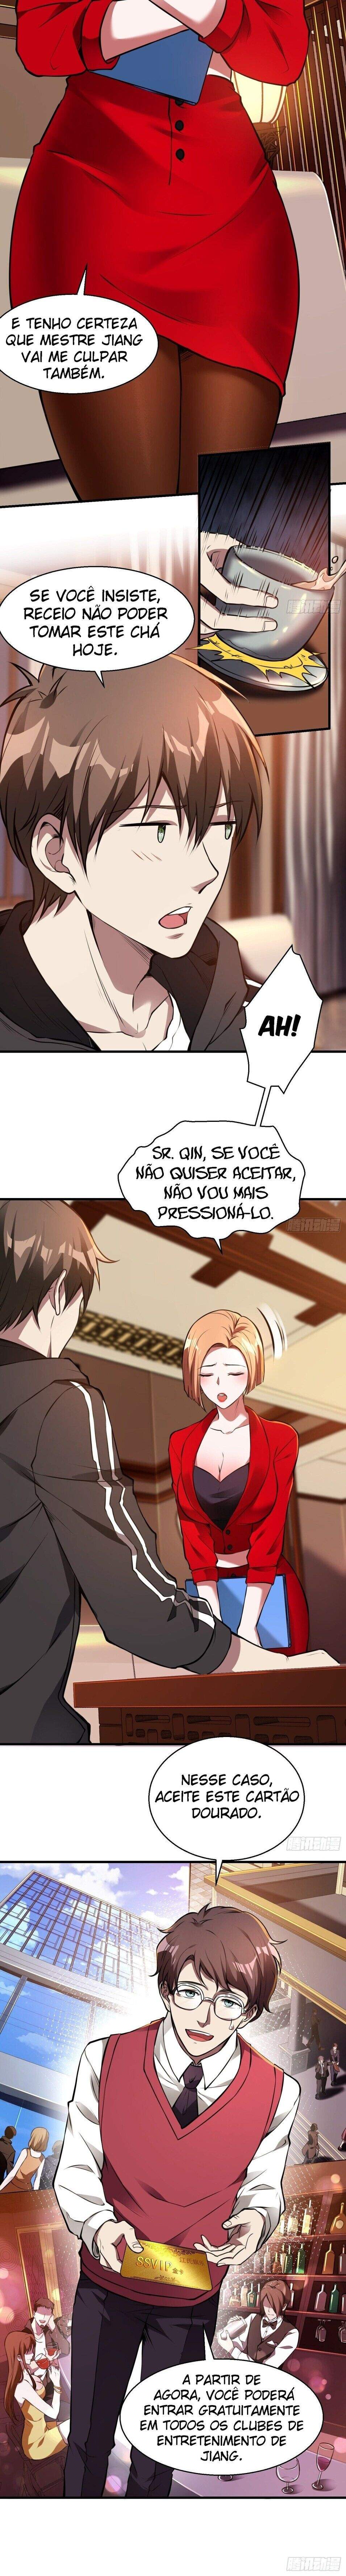 E TENHO CERTEZA
QUE MESTRE JIANG
VAI ME CULPAR
TAMBÉM.
SE VOCÊ INSISTE,
RECEIO NÃO PODER
TOMAR ESTE CHÁ
HOJE.
AH!
SR. QIN, SE VOCÊ
NÃO QUISER ACEITAR,
NÃO VOU MAIS
PRESSIONÁ-LO.
NESSE CASO,
ACEITE ESTE CARTÃO
DOURADO.
SSVIP
A PARTIR DE
AGORA, VOCÊ PODERÁ
ENTRAR GRATUITAMENTE
EM TODOS OS CLUBES DE
ENTRETENIMENTO DE
JIANG.